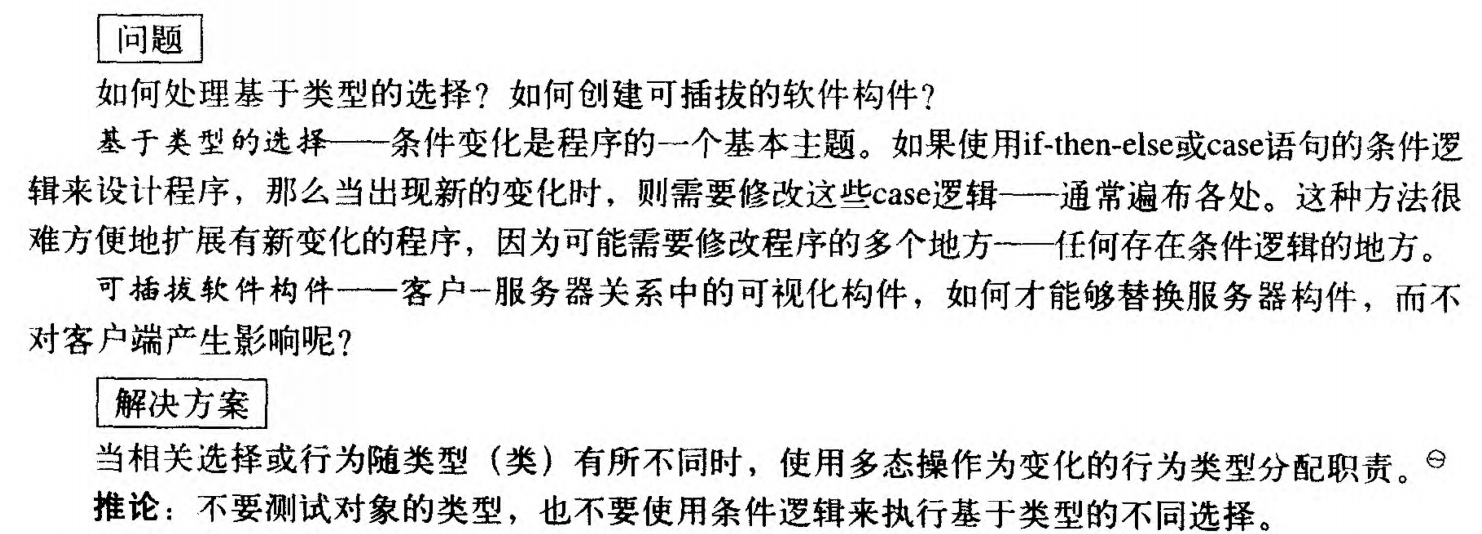 问题
如何处理基于类型的选择？如何创建可插拔的软件构件？
基于类型的选择——条件变化是程序的一个基本主题。如果使用if-then-else或case语句的条件逻
辑来设计程序，那么当出现新的变化时，则需要修改这些case逻辑——通常遍布各处。这种方法很
难方便地扩展有新变化的程序，因为可能需要修改程序的多个地方——任何存在条件逻辑的地方。
可插拔软件构件——客户-服务器关系中的可视化构件，如何才能够替换服务器构件，而不
对客户端产生影响呢？
解决方案
当相关选择或行为随类型（类）有所不同时，使用多态操作为变化的行为类型分配职责。㊀
推论：不要测试对象的类型，也不要使用条件逻辑来执行基于类型的不同选择。